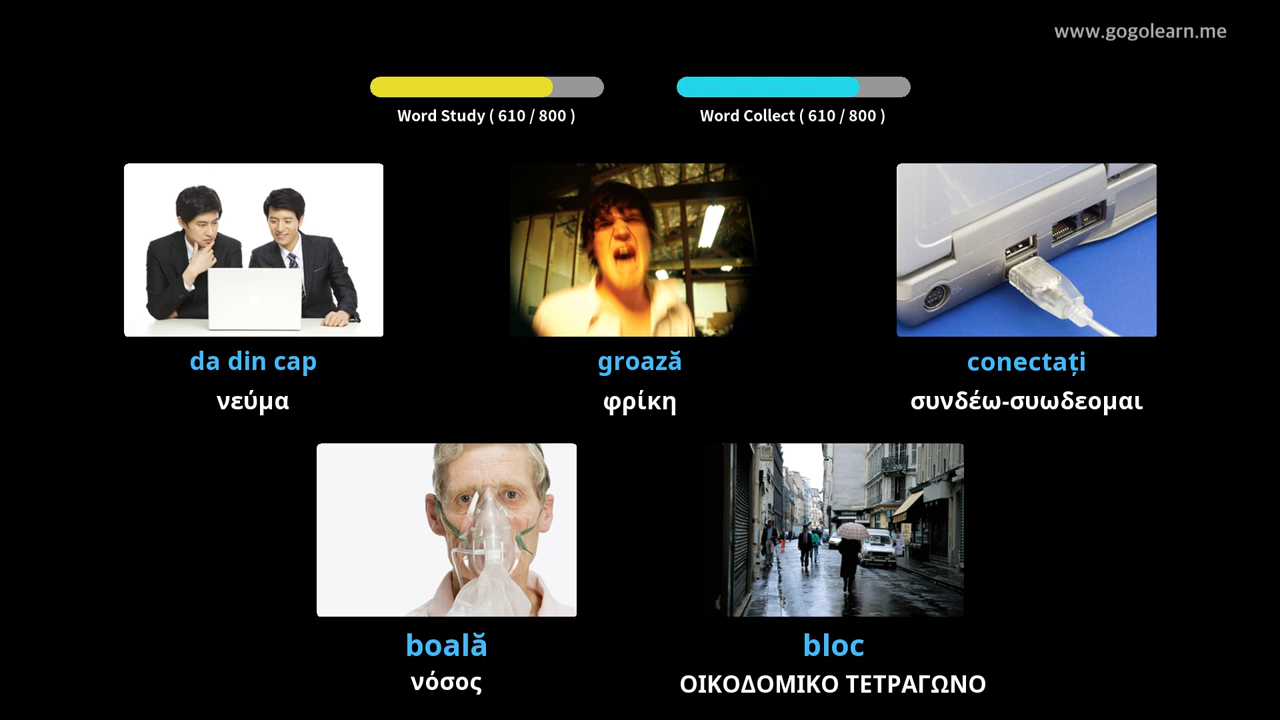 www.gogolearn.me
Word Study ( 610 / 800 )
Word Collect ( 610 / 800 )
da din cap
νεύμα
groază
φρίκη
conectați
συνδέω-συωδεομαι
boală
νόσος
bloc
ΟΙΚΟΔΟΜΙΚΟ ΤΕΤΡΑΓΩΝΟ